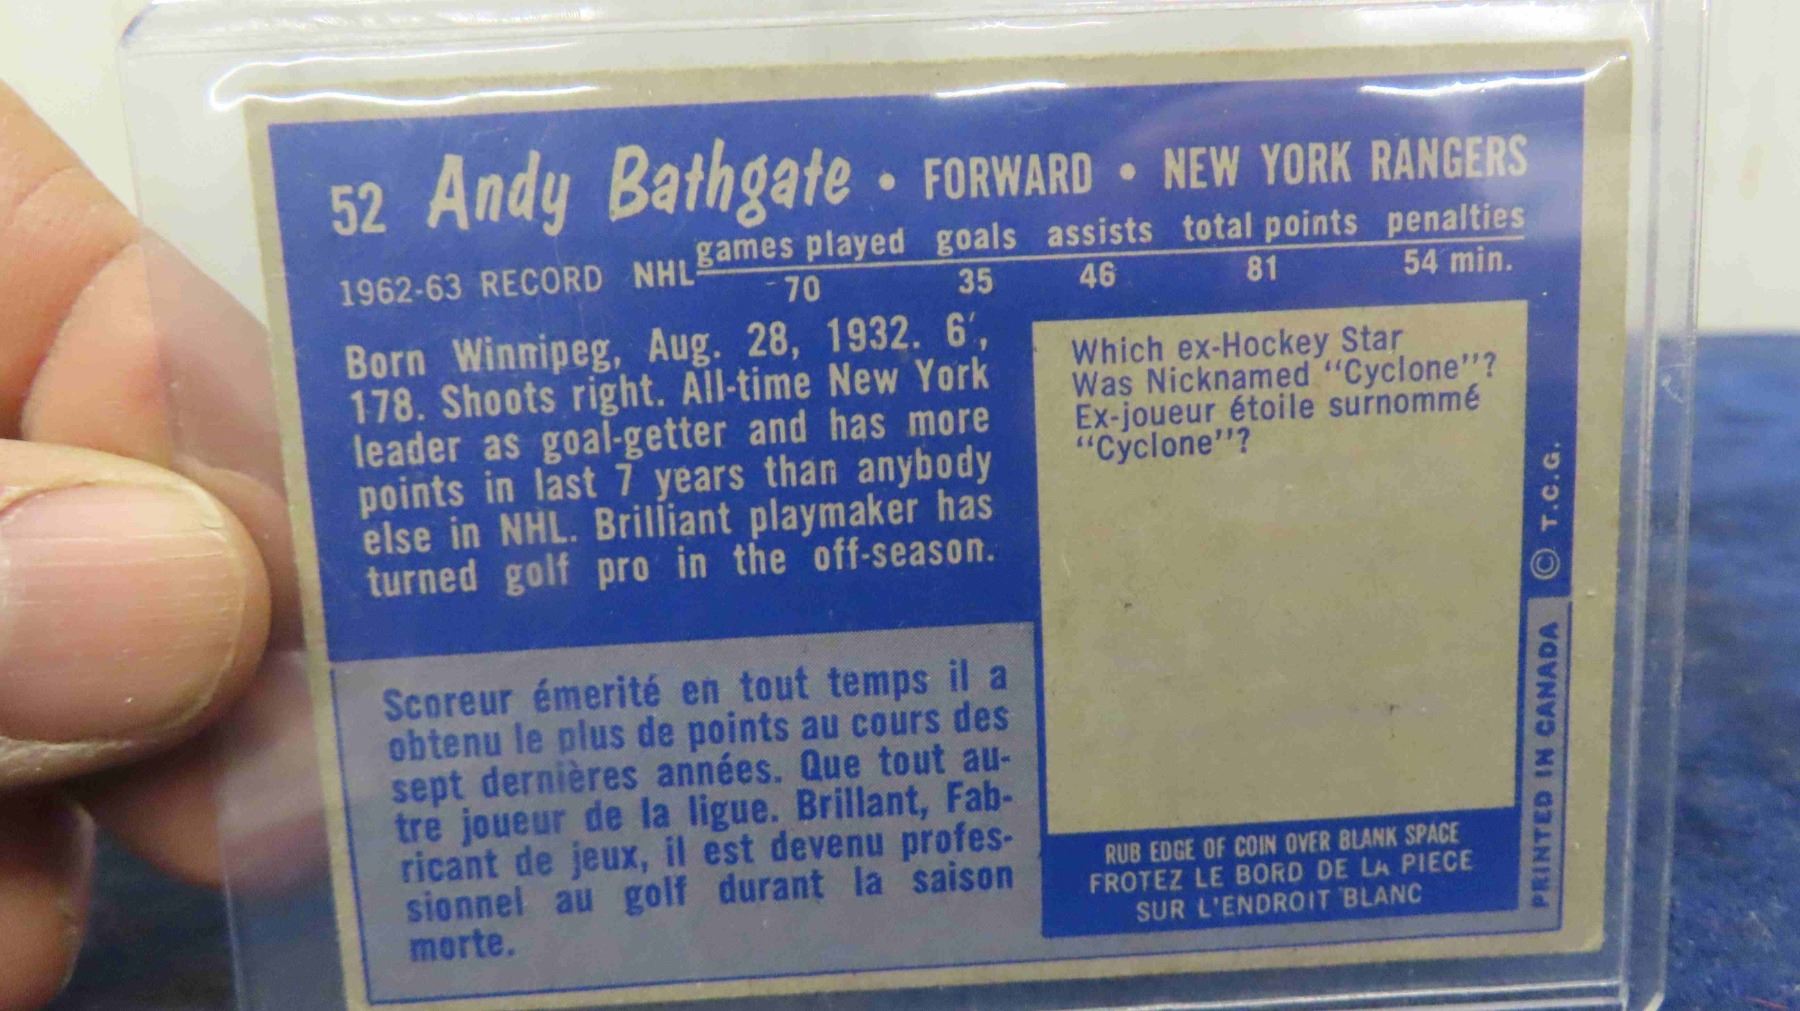 52 Andy Bathgate • FORWARD • NEW YORK RANGERS
games played goals assists total points penalties
1962-63 RECORD NHL 70 35 46 81 54 min.
Born Winnipeg, Aug. 28, 1932. 6',
178. Shoots right. All-time New York
leader as goal-getter and has more
points in last 7 years than anybody
else in NHL. Brilliant playmaker has
turned golf pro in the off-season.
Scoreur émerité en tout temps il a
obtenu le plus de points au cours des
sept dernières années. Que tout au-
tre joueur de la ligue. Brillant, Fab-
ricant de jeux, il est devenu profes-
sionnel au golf durant la saison
morte.
Which ex-Hockey Star
Was Nicknamed "Cyclone"?
Ex-joueur étoile surnommé
"Cyclone"?
RUB EDGE OF COIN OVER BLANK SPACE
FROTEZ LE BORD DE LA PIECE
SUR L'ENDROIT BLANC
PRINTED IN CANADA © T.C.G.